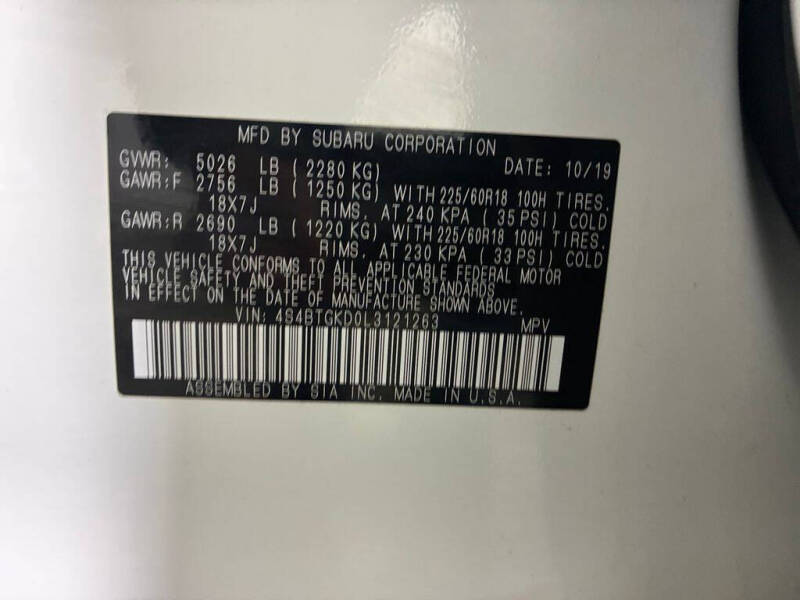 MFD BY SUBARU CORPORATION
GVWR: 5026 LB ( 2280 KG) DATE: 10/19
GAWR:F 2756 LB ( 1250 KG) WITH 225/60R18 100H TIRES.
18X7J RIMS. AT 240 KPA ( 35 PSI) COLD
GAWR:R 2690 LB ( 1220 KG) WITH 225/60R18 100H TIRES.
18X7J RIMS. AT 230 KPA ( 33 PSI) COLD
THIS VEHICLE CONFORMS TO ALL APPLICABLE FEDERAL MOTOR
VEHICLE SAFETY AND THEFT PREVENTION STANDARDS
IN EFFECT ON THE DATE OF MANUFACTURE SHOWN ABOVE.
VIN: 4S4BTGKD0L3121263 MPV
ASSEMBLED BY SIA INC. MADE IN U.S.A.